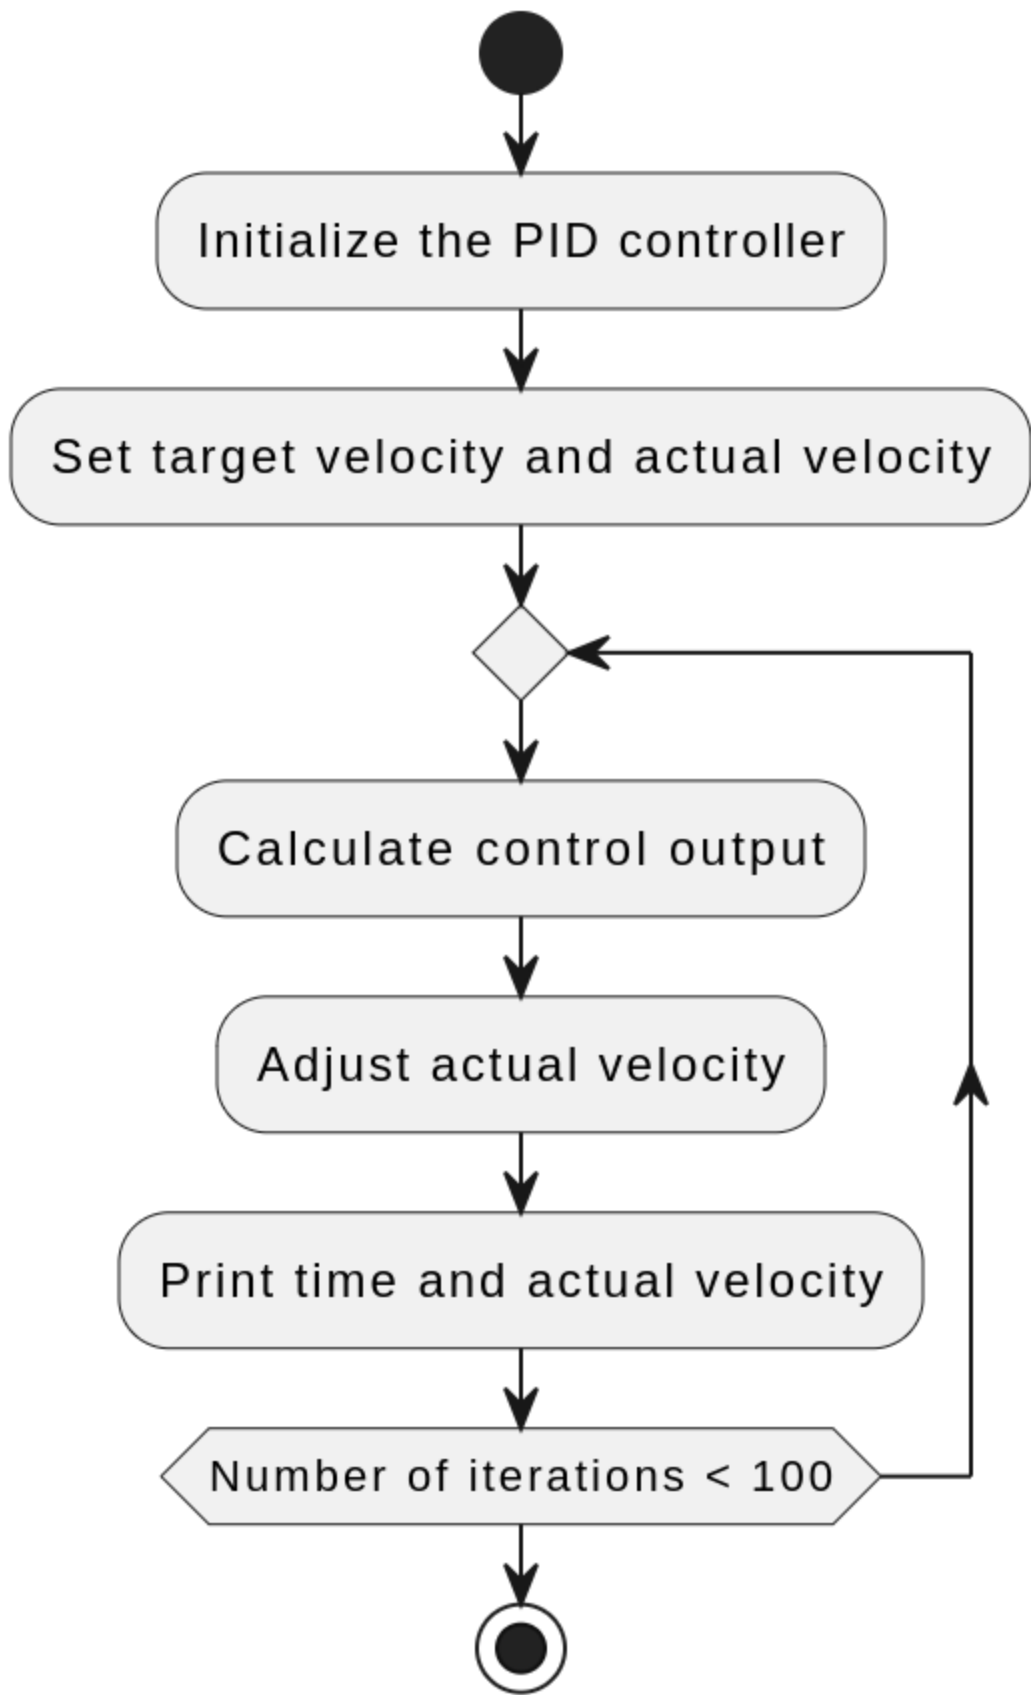 Initialize the PID controller
Set target velocity and actual velocity
Calculate control output
Adjust actual velocity
Print time and actual velocity
Number of iterations < 100